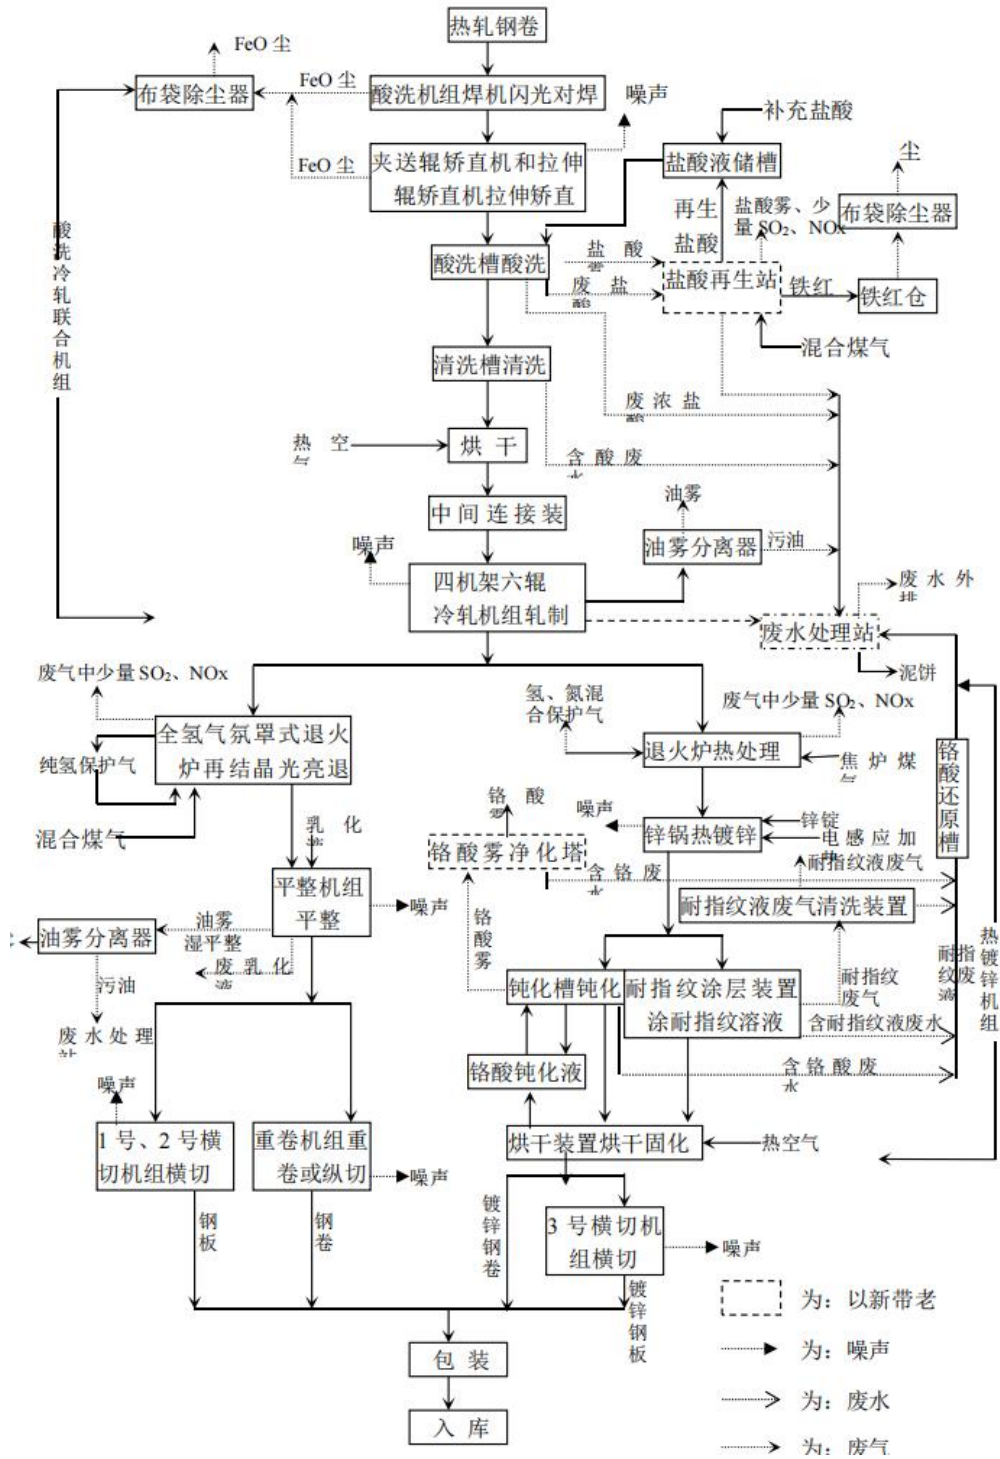 热轧钢卷
FeO 尘
FeO 尘
布袋除尘器
酸洗机组焊机闪光对焊
噪声
补充盐酸
FeO 尘
夹送辊矫直机和拉伸
辊矫直机拉伸矫直
盐酸液储槽
尘
再生
盐酸
盐酸雾、少
量SO₂、NOx
布袋除尘器
酸洗冷轧联合机组
酸洗槽酸洗
盐 酸
废 盐
盐酸再生站
铁红
铁红仓
混合煤气
清洗槽清洗
废 浓 盐
热 空
烘 干
含 酸 废
水
中间连接装
油雾
油雾分离器
污油
噪声
四机架六辊
冷轧机组轧制
废 水 外
排
废水处理站
泥饼
废气中少量 SO₂、NOx
氢、氮混
合保护气
废气中少量 SO₂、NOx
全氢气氛罩式退火
炉再结晶光亮退
纯氢保护气
退火炉热处理
焦 炉 煤
铬酸还原槽
混合煤气
乳 化
铬 酸
噪声
锌锅热镀锌
锌锭
电感应加
铬酸雾净化塔
耐指纹液废气
含 铬 废
水
平整机组
平整
噪声
耐指纹液废气清洗装置
油雾
湿平整
油雾分离器
铬酸雾
废 乳 化
液
污油
钝化槽钝化
耐指纹涂层装置
涂耐指纹溶液
耐指纹
废气
耐指
纹废
液
热镀锌机组
含耐指纹液废水
废 水 处 理
站
铬酸钝化液
含 铬 酸 废
水
噪声
1 号、2 号横
切机组横切
重卷机组重
卷或纵切
噪声
烘干装置烘干固化
热空气
钢板
钢卷
镀锌钢卷
3 号横切机
组横切
噪声
镀锌钢板
为：以新带老
包 装
为：噪声
入 库
为：废水
为：废气